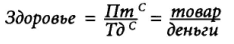 Здоровье = Пт С / Тд С = товар / деньги